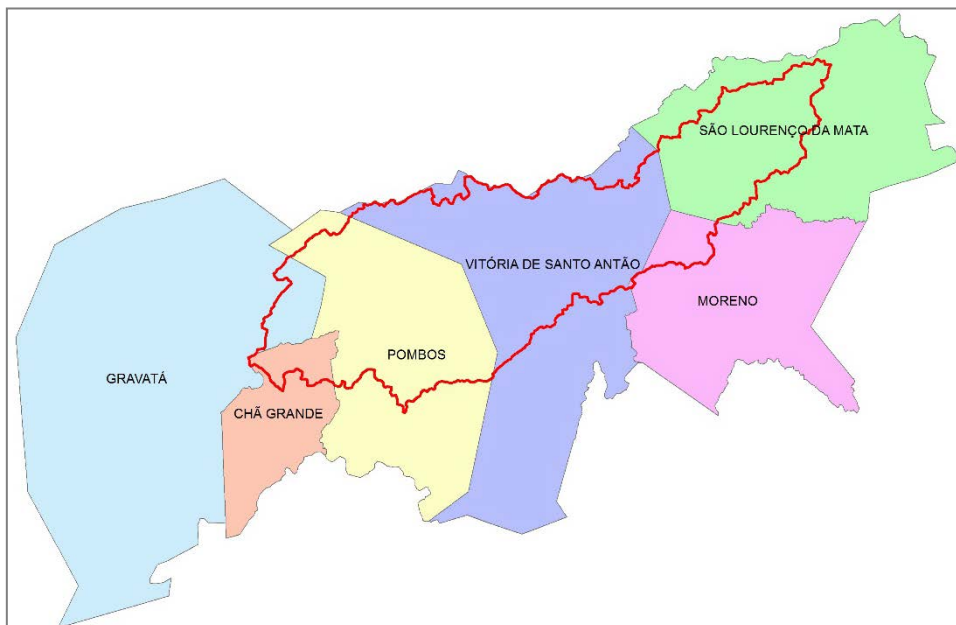 SÃO LOURENÇO DA MATA
VITÓRIA DE SANTO ANTÃO
MORENO
POMBOS
GRAVATÁ
CHÃ GRANDE